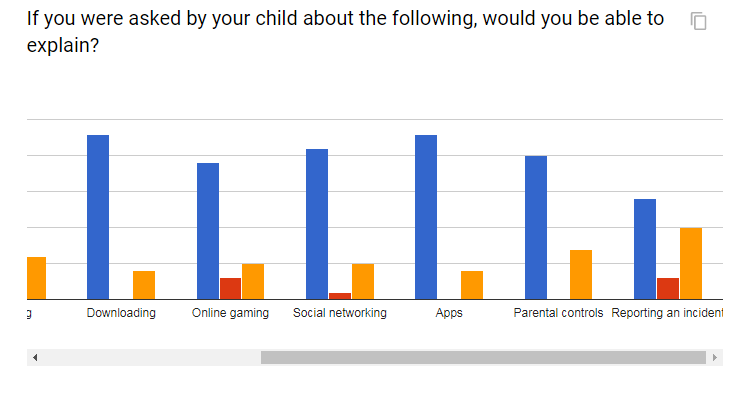 If you were asked by your child about the following, would you be able to
explain?
g Downloading Online gaming Social networking Apps Parental controls Reporting an incident